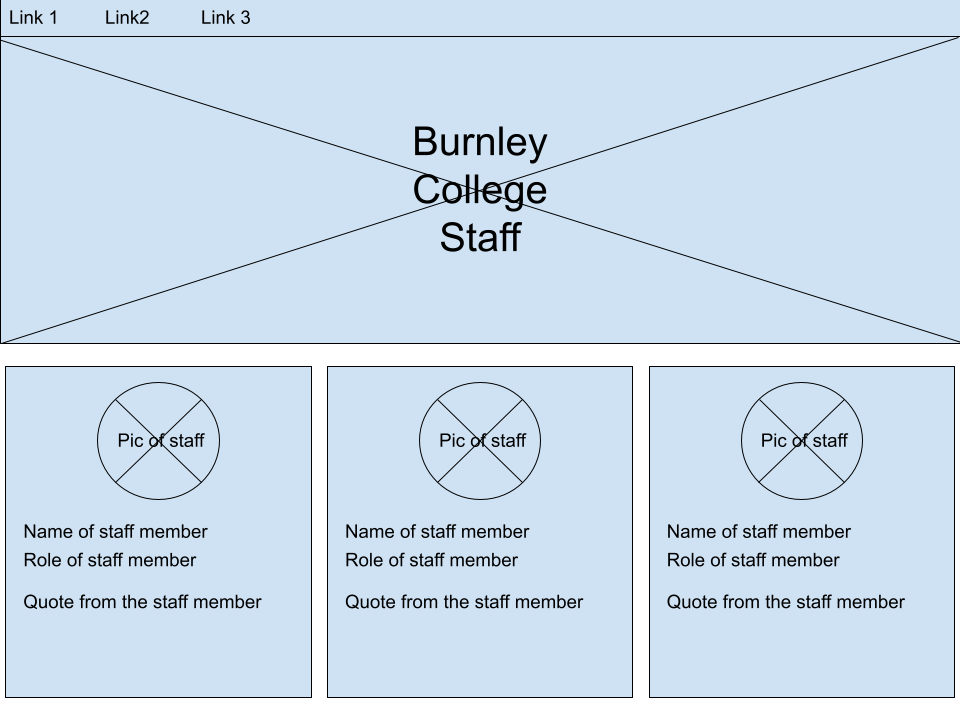 Link 1 Link2 Link 3
Burnley
College
Staff
Pic of staff Pic of staff Pic of staff
Name of staff member Name of staff member Name of staff member
Role of staff member Role of staff member Role of staff member
Quote from the staff member Quote from the staff member Quote from the staff member